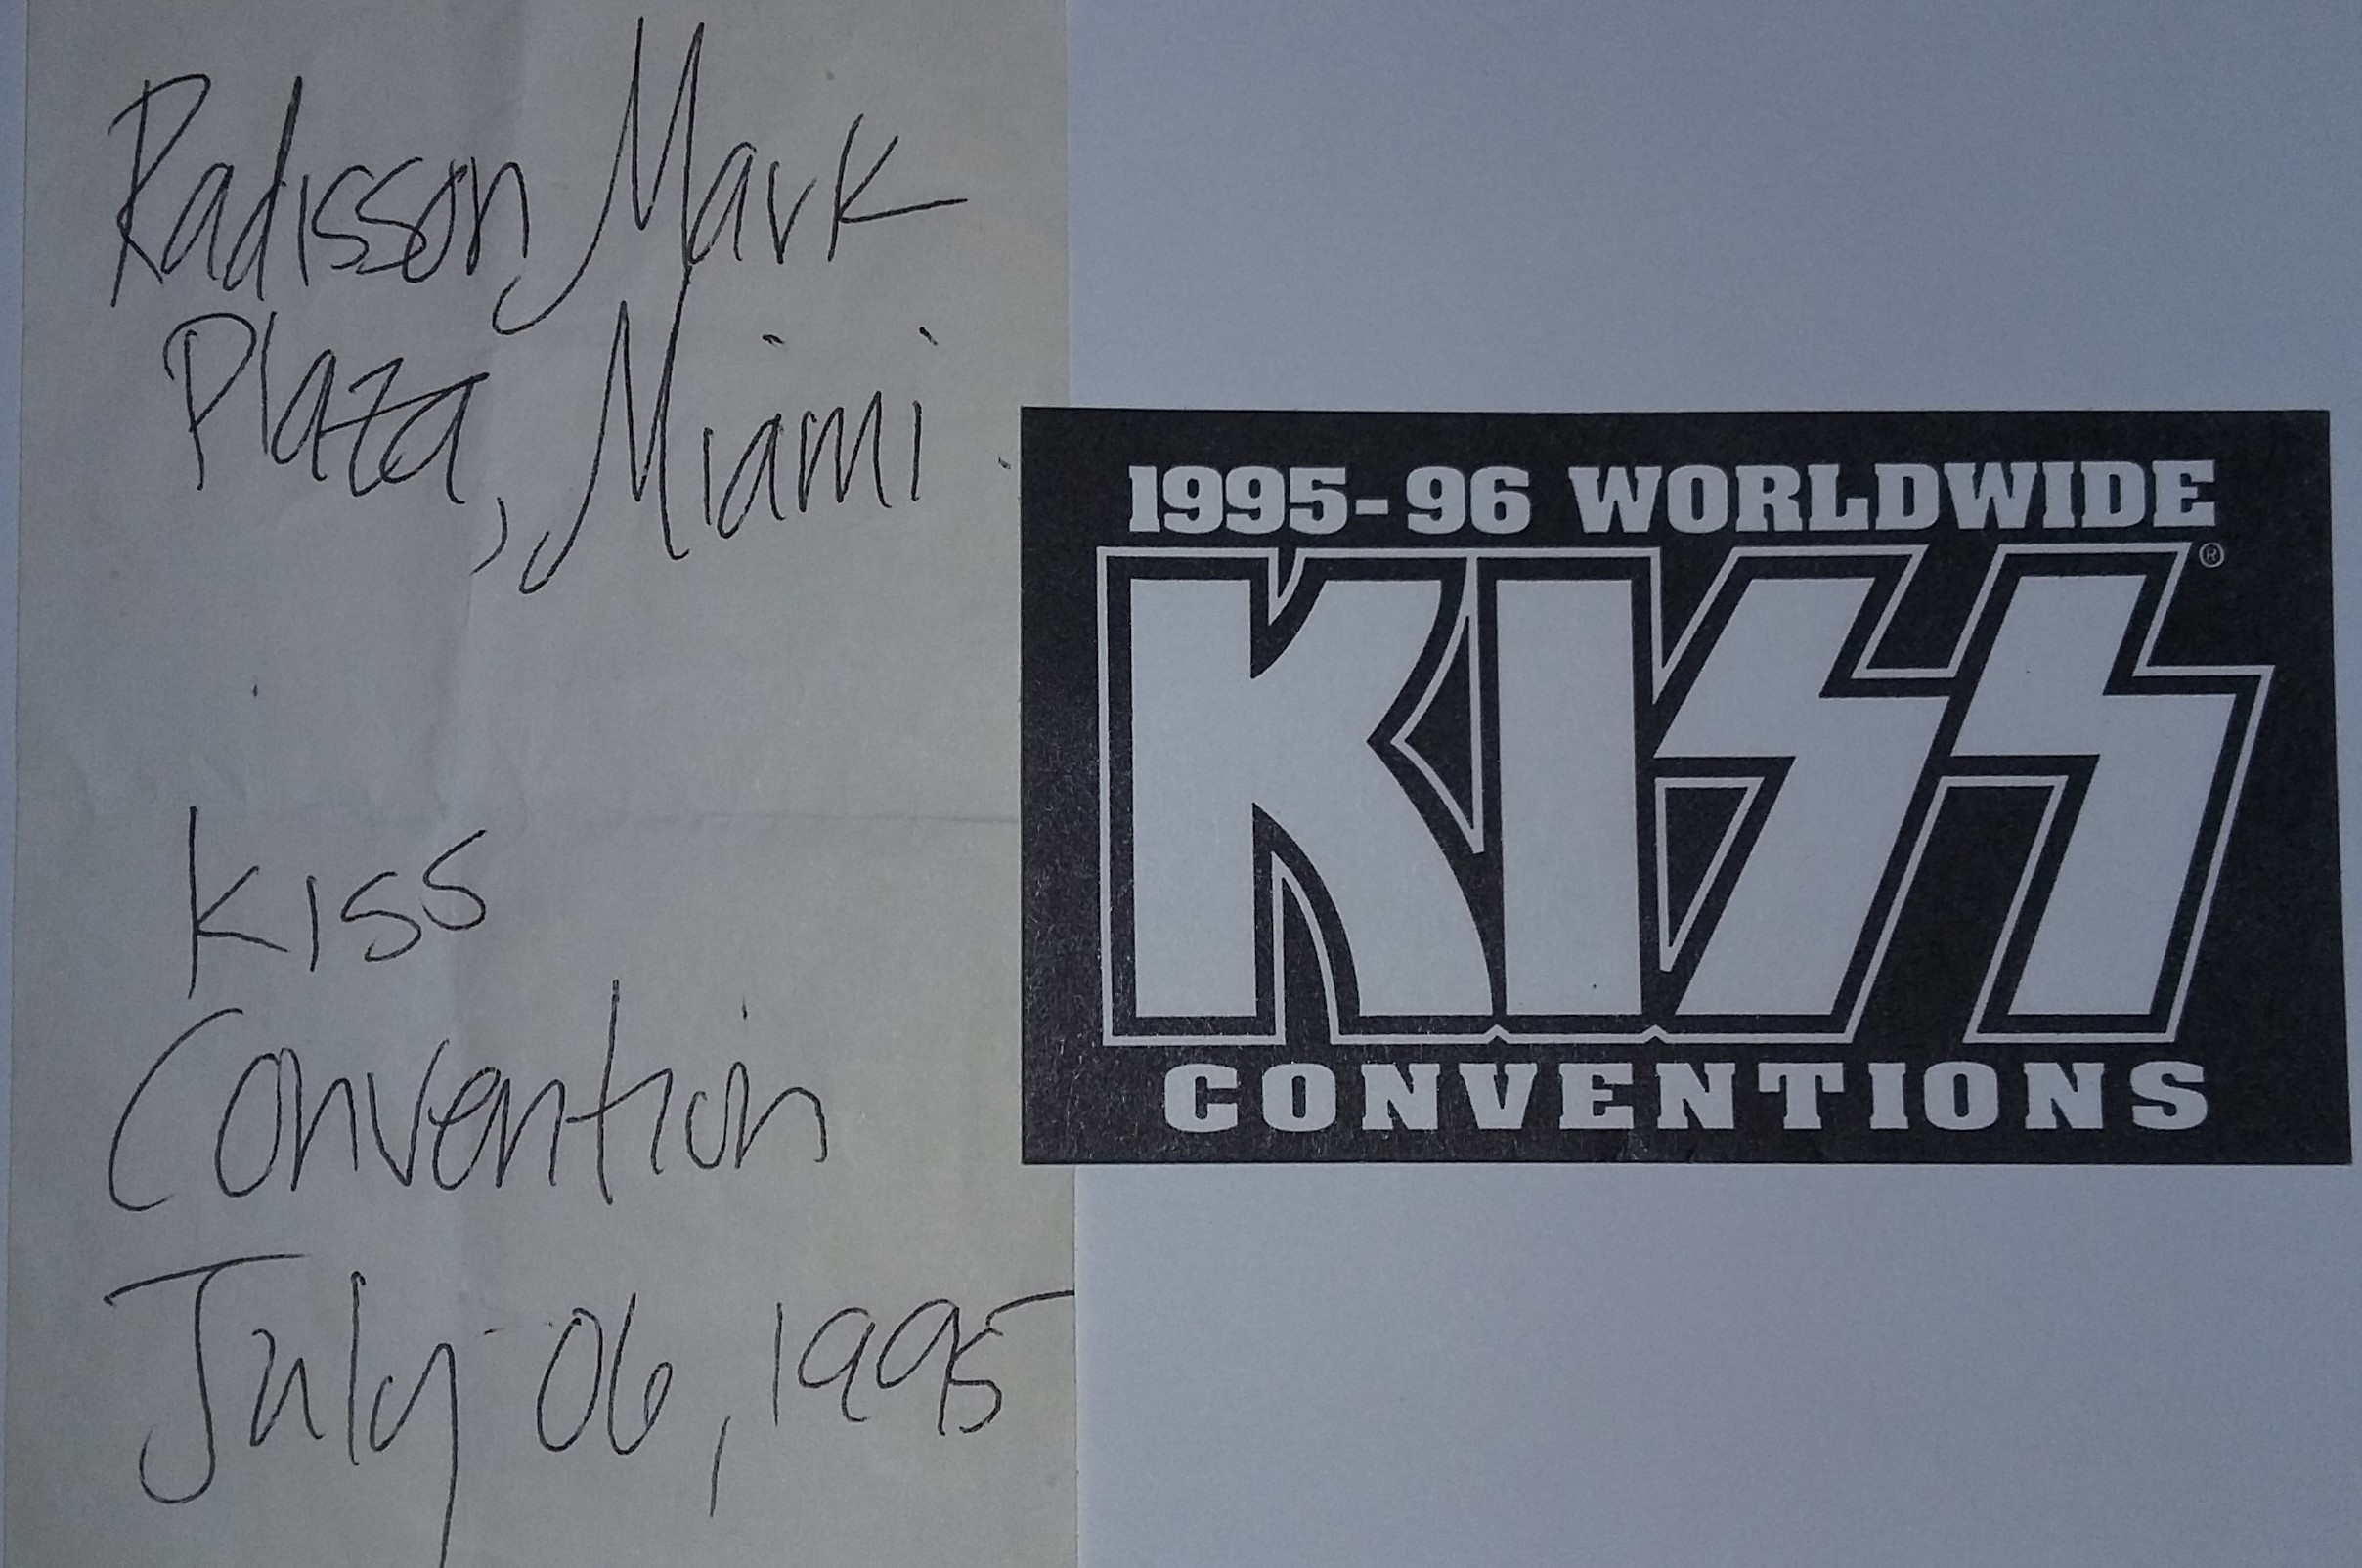 Radisson Mark
Plaza, Miami
Kiss
Convention
July 06, 1995
1995-96 WORLDWIDE
KISS®
CONVENTIONS